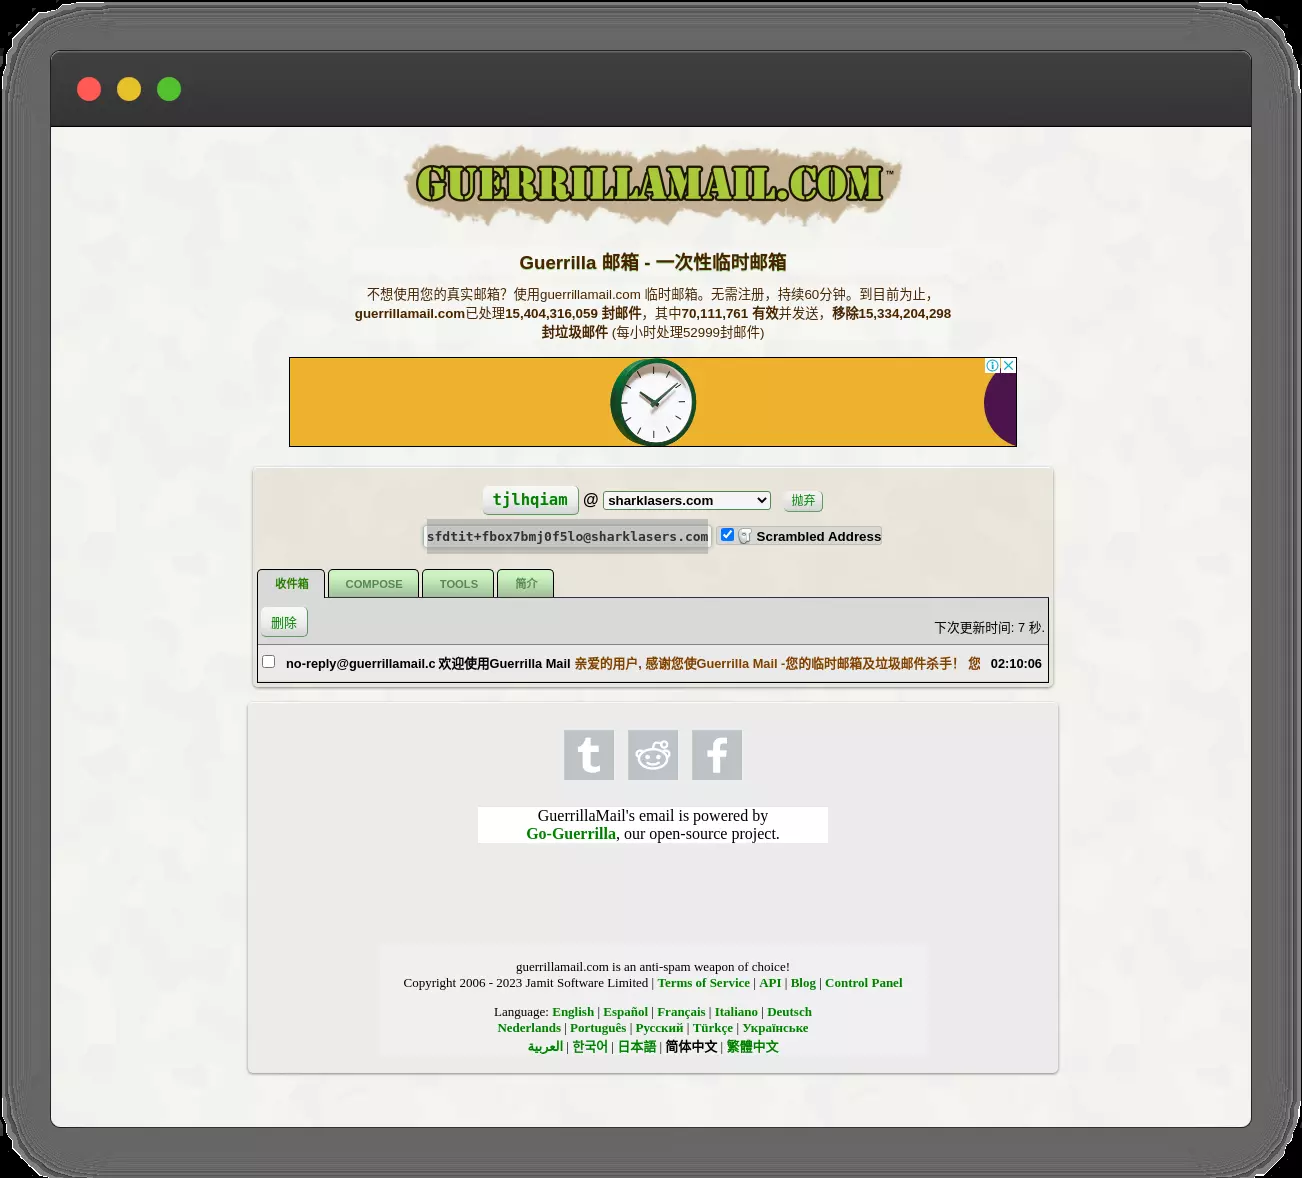 GUERRILLAMAIL.COM™
Guerrilla 邮箱 - 一次性临时邮箱
不想使用您的真实邮箱？使用guerrillamail.com 临时邮箱。无需注册，持续60分钟。到目前为止，
guerrillamail.com已处理15,404,316,059 封邮件，其中70,111,761 有效并发送，移除15,334,204,298
封垃圾邮件 (每小时处理52999封邮件)
tjlhqiam @ sharklasers.com 抛弃
sfdtit+fbox7bmj0f5lo@sharklasers.com Scrambled Address
收件箱 COMPOSE TOOLS 简介
删除 下次更新时间: 7 秒.
no-reply@guerrillamail.c 欢迎使用Guerrilla Mail 亲爱的用户, 感谢您使Guerrilla Mail -您的临时邮箱及垃圾邮件杀手！ 您 02:10:06
GuerrillaMail's email is powered by
Go-Guerrilla, our open-source project.
guerrillamail.com is an anti-spam weapon of choice!
Copyright 2006 - 2023 Jamit Software Limited | Terms of Service | API | Blog | Control Panel
Language: English | Español | Français | Italiano | Deutsch
Nederlands | Português | Русский | Türkçe | Українське
العربية | 한국어 | 日本語 | 简体中文 | 繁體中文